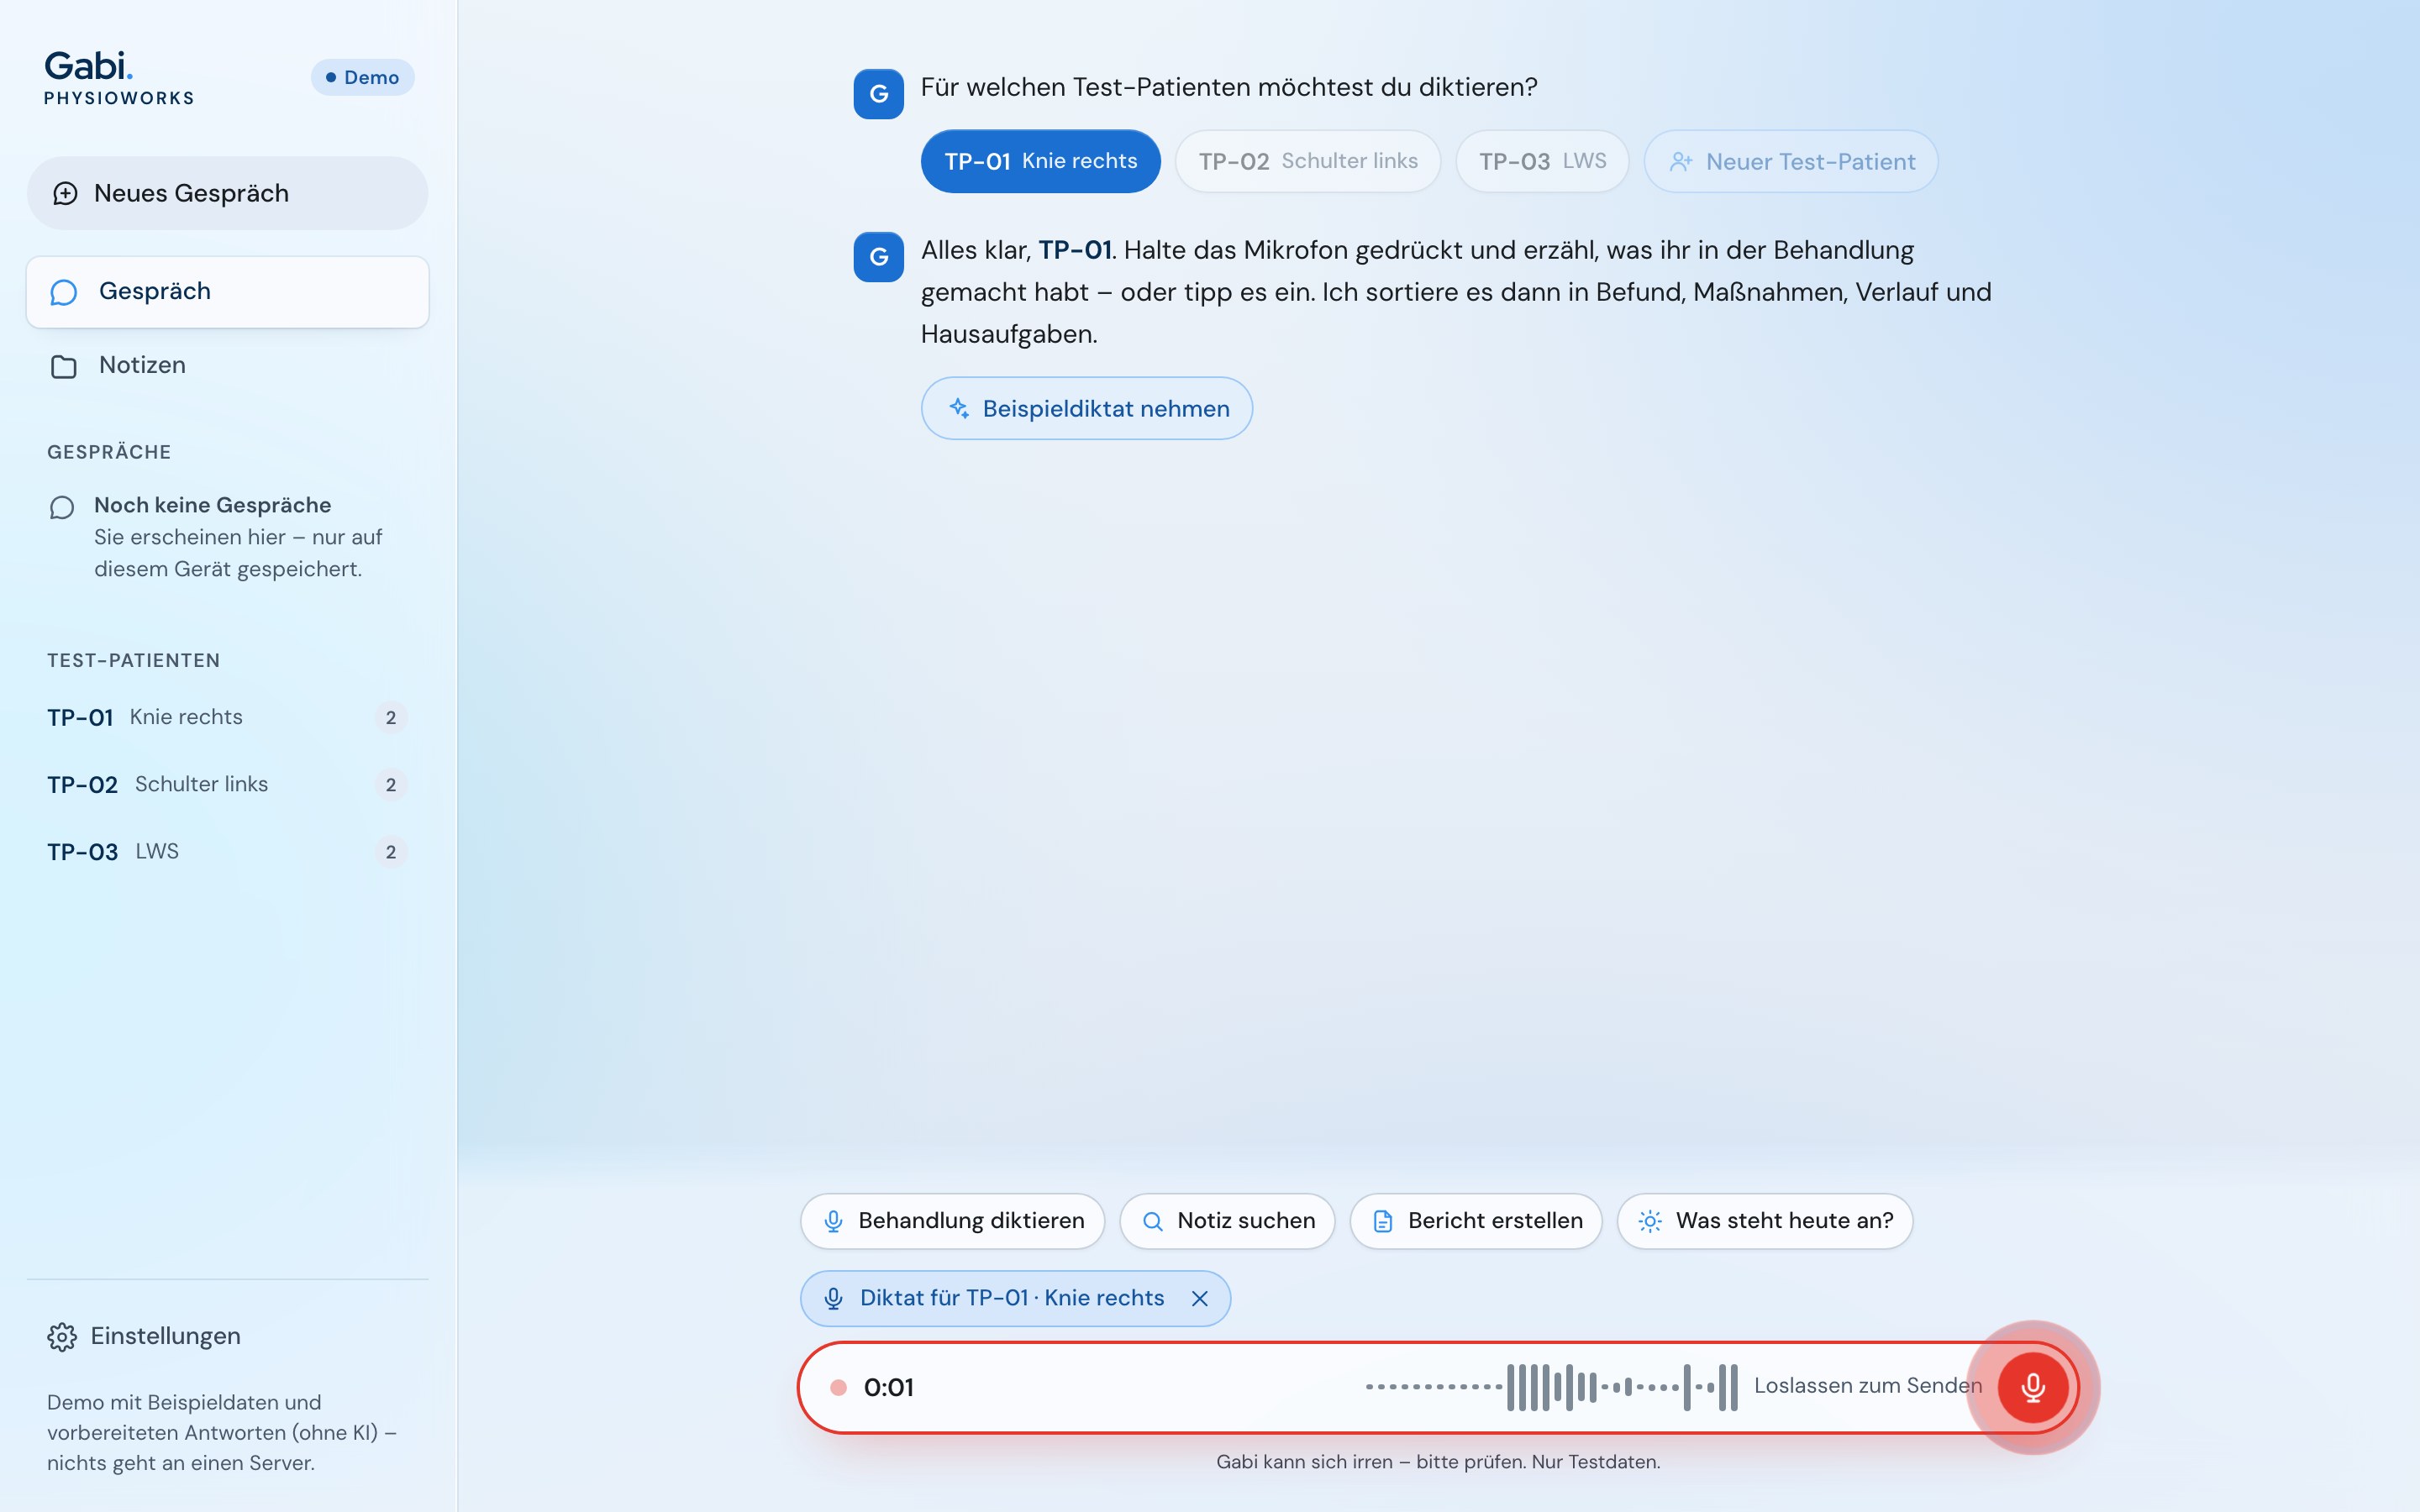 Gabi.
PHYSIOWORKS
Demo
Neues Gespräch
Gespräch
Notizen
GESPRÄCHE
Noch keine Gespräche
Sie erscheinen hier – nur auf
diesem Gerät gespeichert.
TEST-PATIENTEN
TP-01 Knie rechts 2
TP-02 Schulter links 2
TP-03 LWS 2
Einstellungen
Demo mit Beispieldaten und
vorbereiteten Antworten (ohne KI) –
nichts geht an einen Server.
G
Für welchen Test-Patienten möchtest du diktieren?
TP-01 Knie rechts
TP-02 Schulter links
TP-03 LWS
Neuer Test-Patient
G
Alles klar, TP-01. Halte das Mikrofon gedrückt und erzähl, was ihr in der Behandlung
gemacht habt – oder tipp es ein. Ich sortiere es dann in Befund, Maßnahmen, Verlauf und
Hausaufgaben.
Beispieldiktat nehmen
Behandlung diktieren
Notiz suchen
Bericht erstellen
Was steht heute an?
Diktat für TP-01 · Knie rechts
0:01
Loslassen zum Senden
Gabi kann sich irren – bitte prüfen. Nur Testdaten.